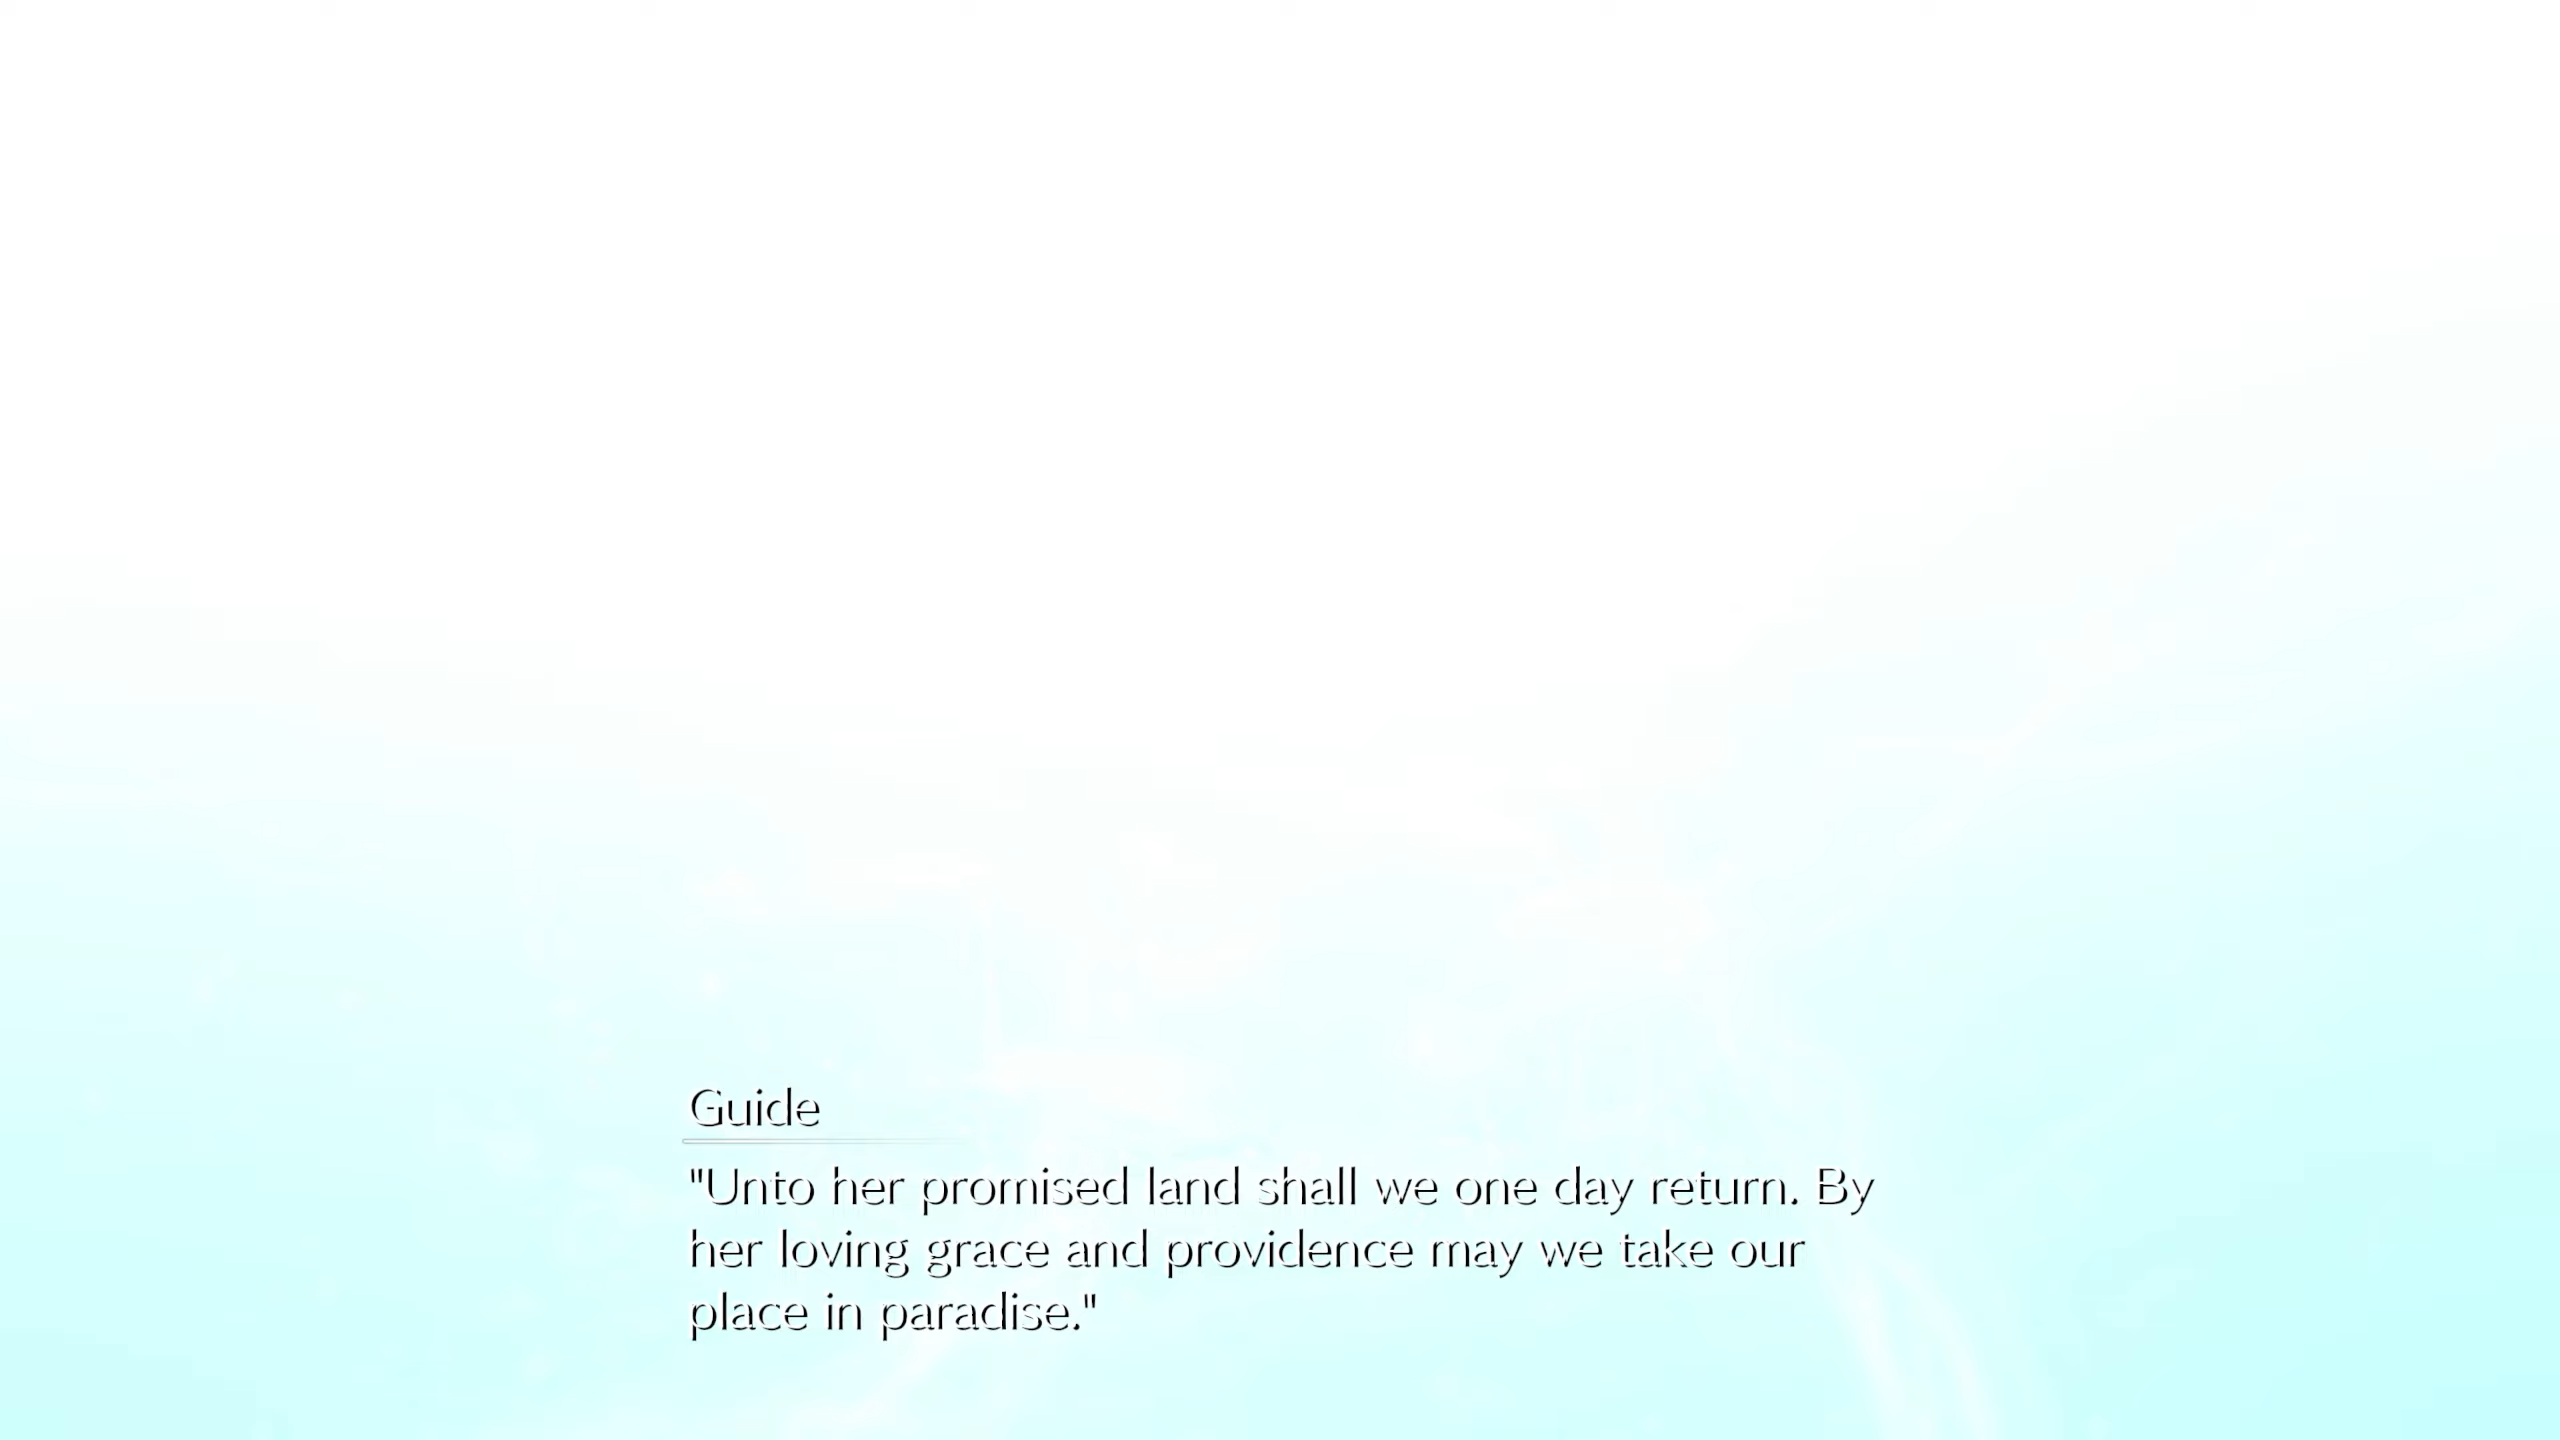 Guide
"Unto her promised land shall we one day return. By
her loving grace and providence may we take our
place in paradise."